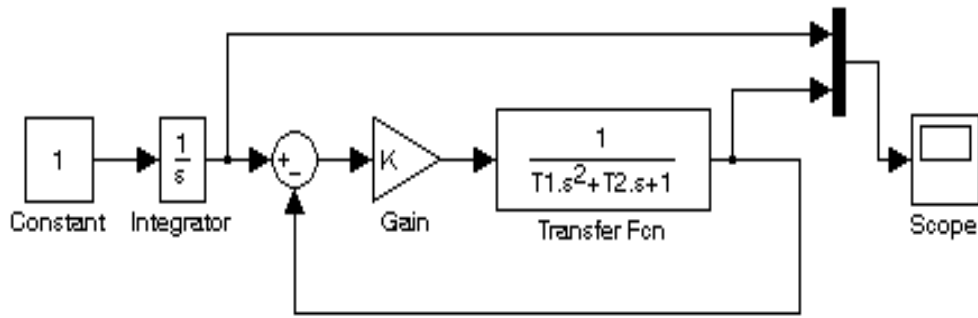 1
Constant
1
s
Integrator
+
−
K
Gain
1
T1.s²+T2.s+1
Transfer Fcn
Scope